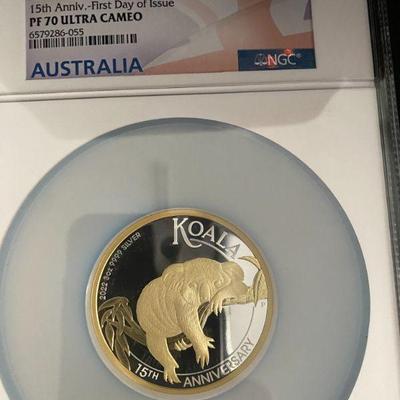 15th Anniv.-First Day of Issue
PF 70 ULTRA CAMEO
6579286-055
NGC®
AUSTRALIA
KOALA
2022 5oz 9999 SILVER
P
15TH ANNIVERSARY